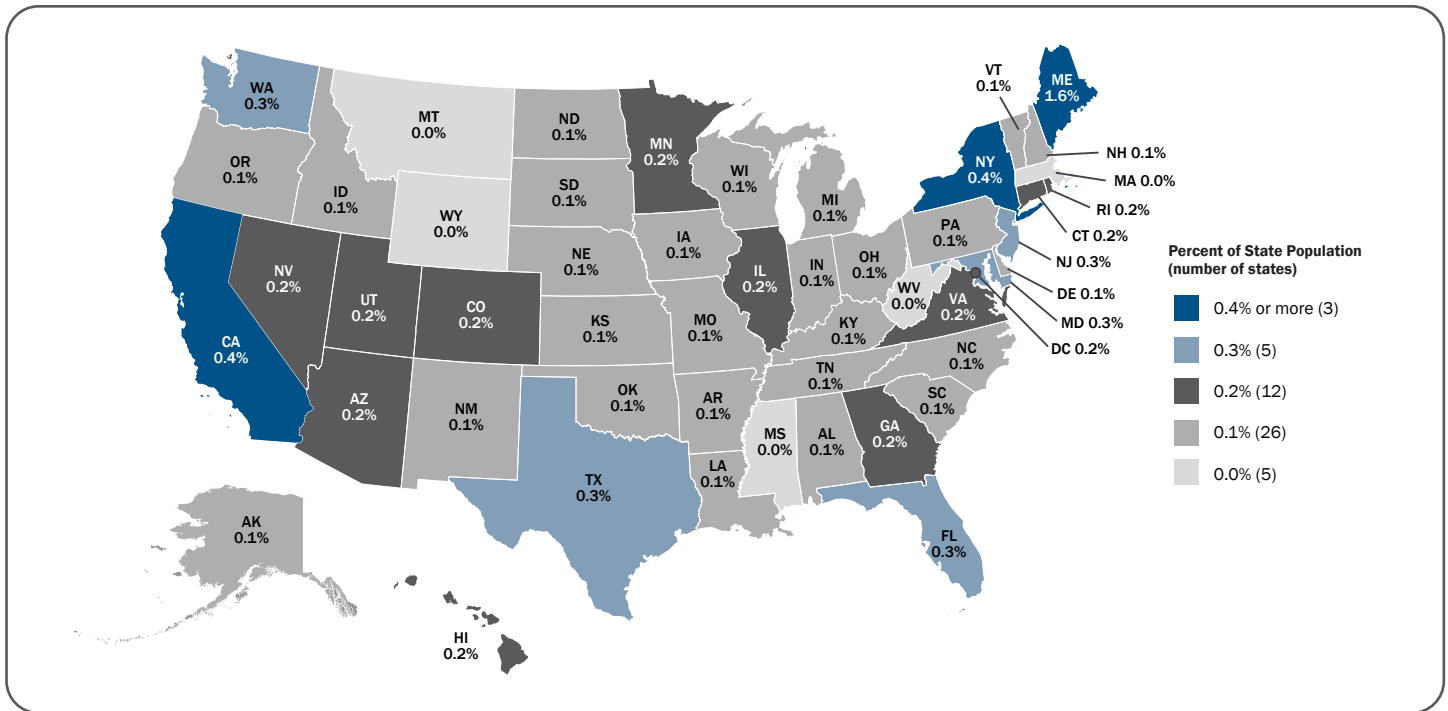 WA
0.3%
OR
0.1%
CA
0.4%
NV
0.2%
ID
0.1%
MT
0.0%
WY
0.0%
UT
0.2%
CO
0.2%
AZ
0.2%
NM
0.1%
ND
0.1%
SD
0.1%
NE
0.1%
KS
0.1%
OK
0.1%
TX
0.3%
MN
0.2%
IA
0.1%
MO
0.1%
AR
0.1%
LA
0.1%
WI
0.1%
IL
0.2%
MI
0.1%
IN
0.1%
OH
0.1%
KY
0.1%
TN
0.1%
MS
0.0%
AL
0.1%
GA
0.2%
FL
0.3%
SC
0.1%
NC
0.1%
VA
0.2%
WV
0.0%
PA
0.1%
NY
0.4%
VT
0.1%
ME
1.6%
NH 0.1%
MA 0.0%
RI 0.2%
CT 0.2%
NJ 0.3%
DE 0.1%
MD 0.3%
DC 0.2%
AK
0.1%
HI
0.2%
Percent of State Population
(number of states)
0.4% or more (3)
0.3% (5)
0.2% (12)
0.1% (26)
0.0% (5)